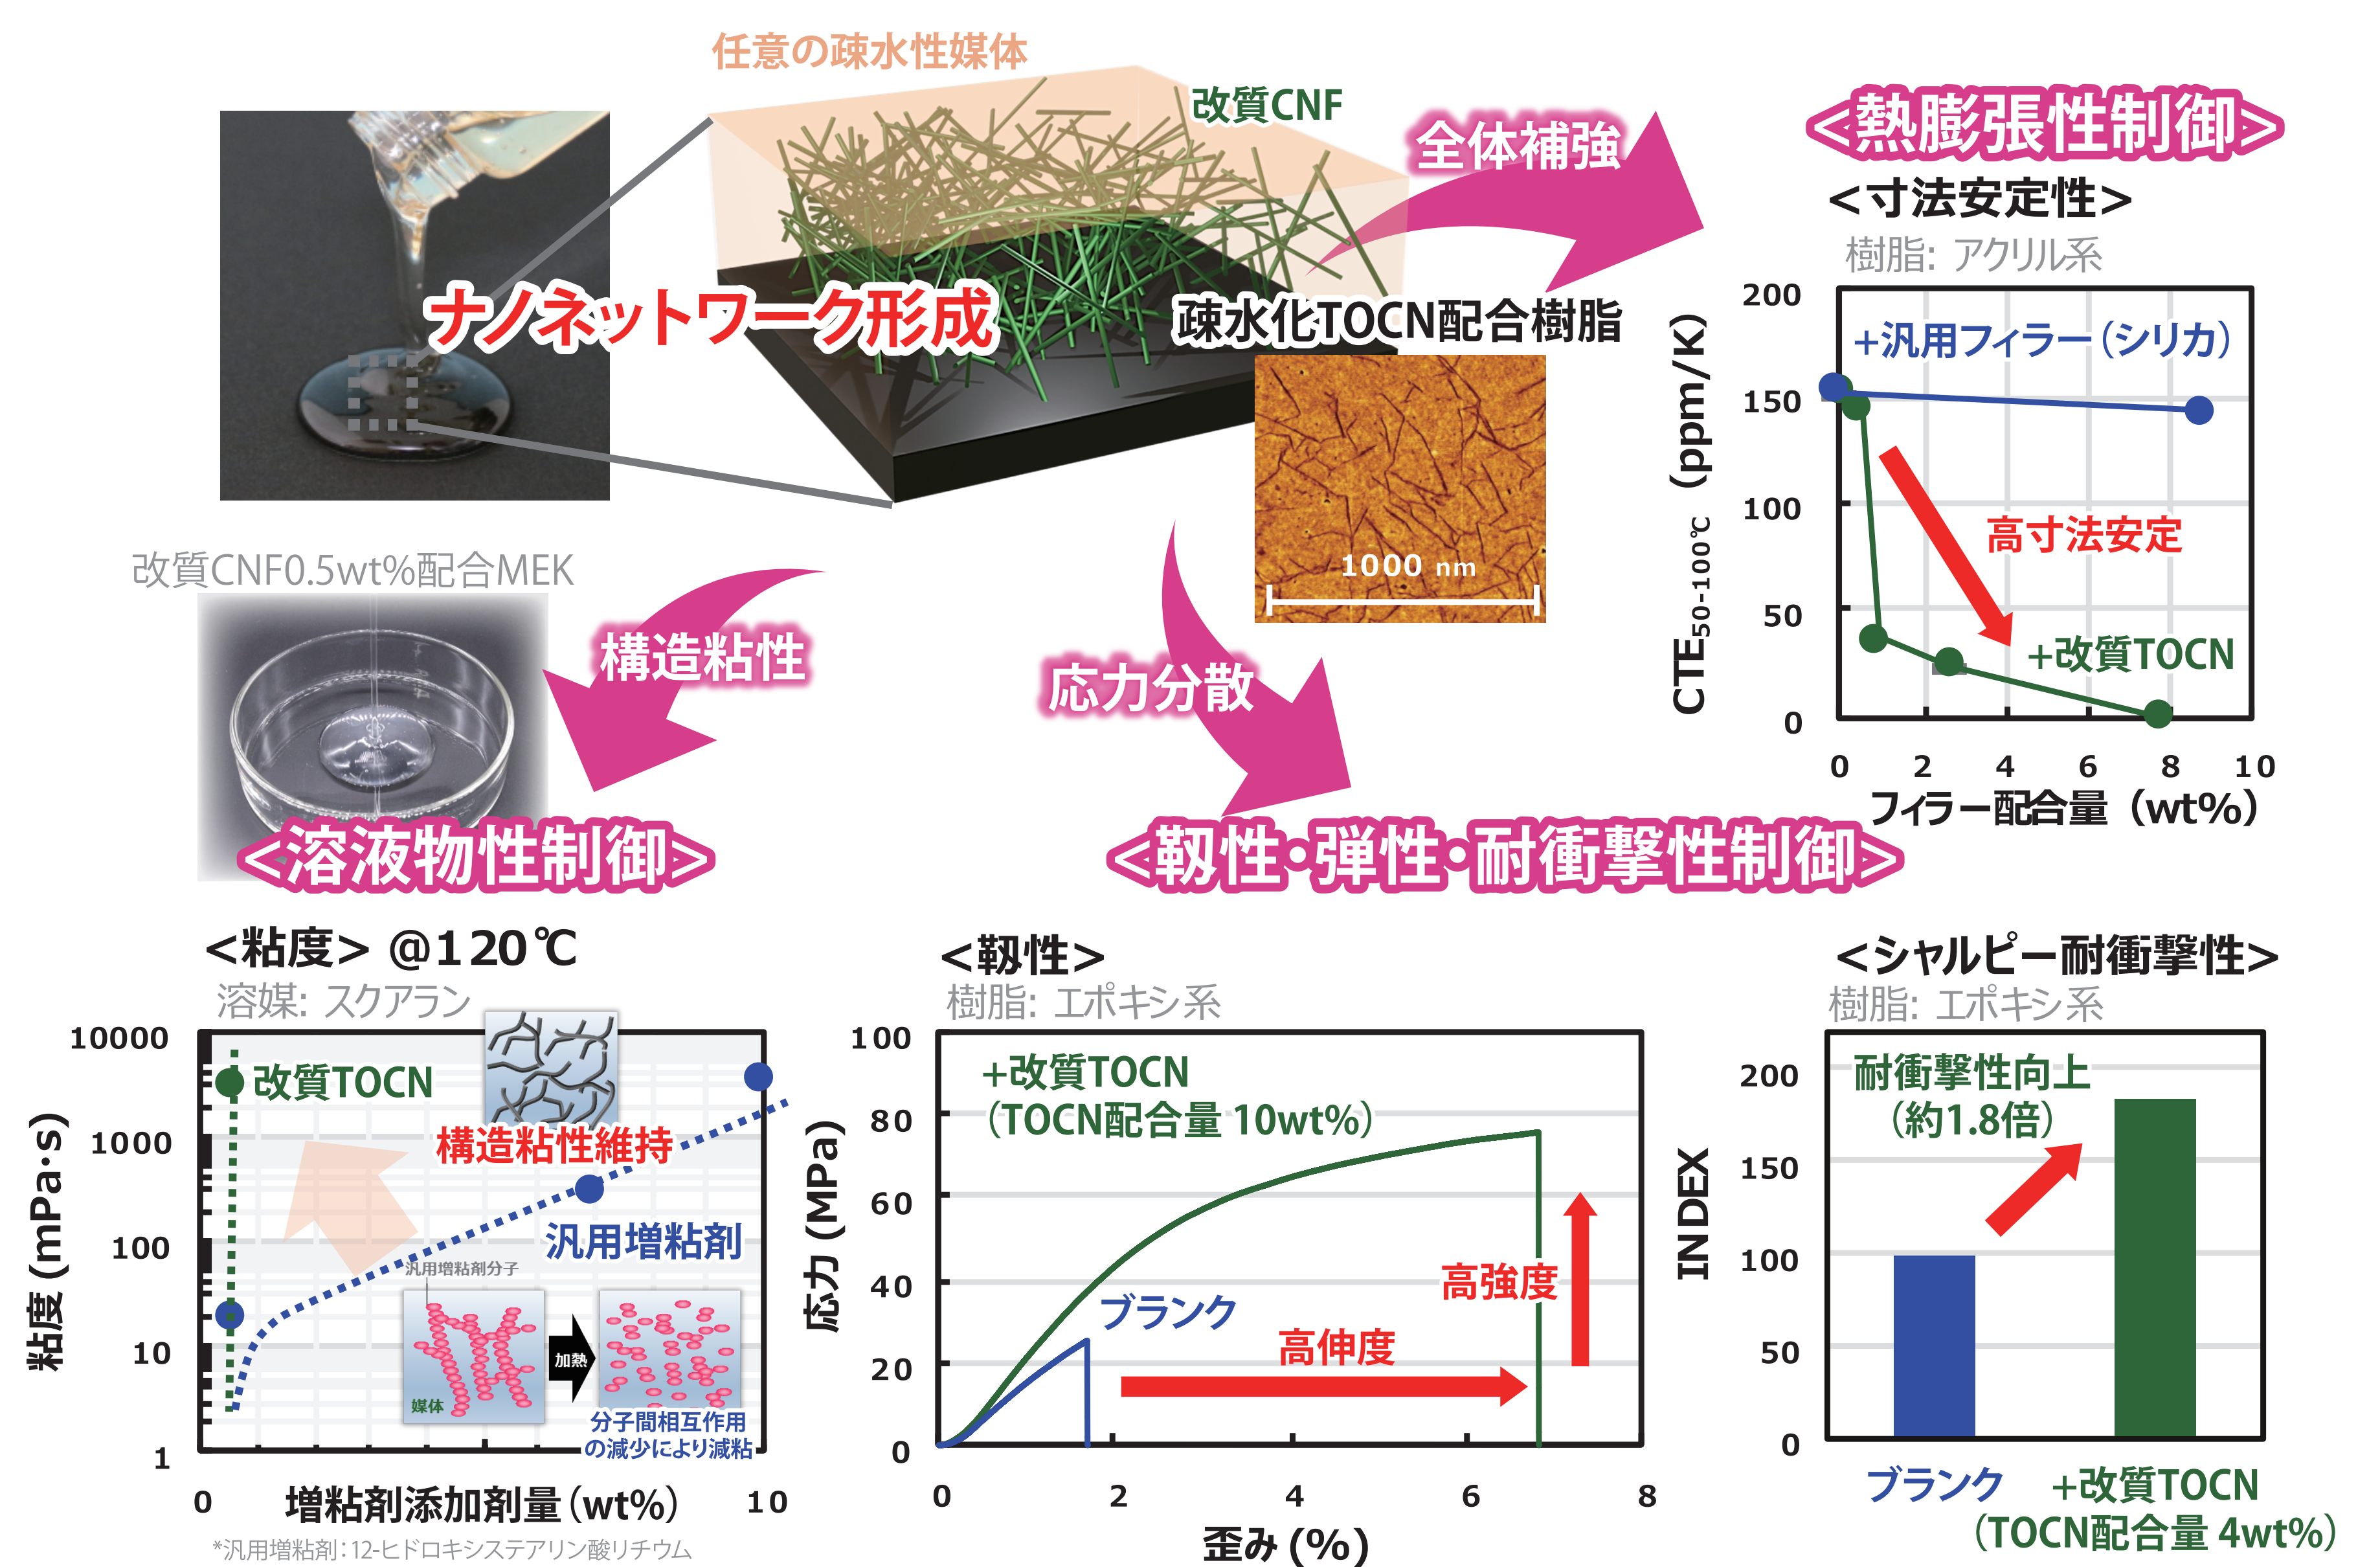 任意の疎水性媒体
改質CNF
全体補強
<熱膨張性制御>
<寸法安定性>
樹脂: アクリル系
ナノネットワーク形成
疎水化TOCN配合樹脂
1000 nm
200
150
100
50
0
CTE50-100℃ (ppm/K)
+汎用フィラー(シリカ)
高寸法安定
+改質TOCN
0 2 4 6 8 10
フィラー配合量 (wt%)
改質CNF0.5wt%配合MEK
構造粘性
応力分散
<溶液物性制御>
<靱性・弾性・耐衝撃性制御>
<粘度> @120℃
溶媒: スクアラン
10000
1000
100
10
1
粘度 (mPa·s)
改質TOCN
構造粘性維持
汎用増粘剤
汎用増粘剤分子
媒体
加熱
分子間相互作用
の減少により減粘
0 10
増粘剤添加剤量(wt%)
*汎用増粘剤:12-ヒドロキシステアリン酸リチウム
<靱性>
樹脂: エポキシ系
100
80
60
40
20
0
応力 (MPa)
+改質TOCN
(TOCN配合量 10wt%)
ブランク
高伸度
高強度
0 2 4 6 8
歪み (%)
<シャルピー耐衝撃性>
樹脂: エポキシ系
200
150
100
50
0
INDEX
耐衝撃性向上
(約1.8倍)
ブランク
+改質TOCN
(TOCN配合量 4wt%)